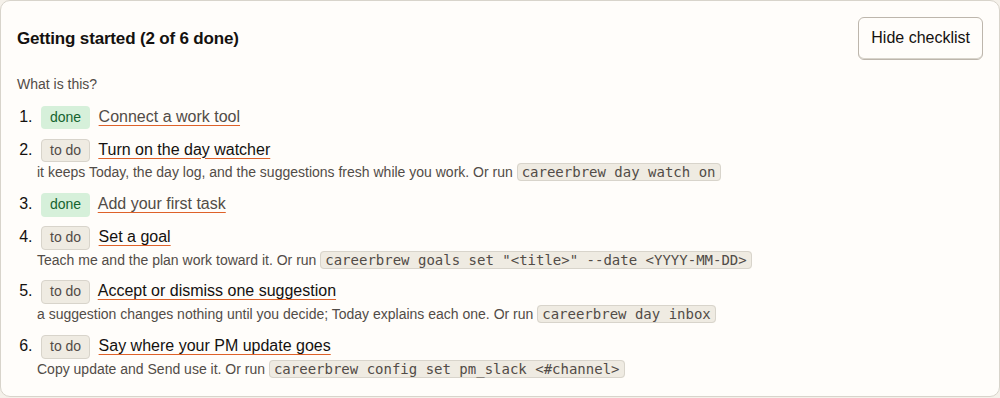 Getting started (2 of 6 done)
Hide checklist
What is this?
1. done Connect a work tool
2. to do Turn on the day watcher
it keeps Today, the day log, and the suggestions fresh while you work. Or run careerbrew day watch on
3. done Add your first task
4. to do Set a goal
Teach me and the plan work toward it. Or run careerbrew goals set "<title>" --date <YYYY-MM-DD>
5. to do Accept or dismiss one suggestion
a suggestion changes nothing until you decide; Today explains each one. Or run careerbrew day inbox
6. to do Say where your PM update goes
Copy update and Send use it. Or run careerbrew config set pm_slack <#channel>